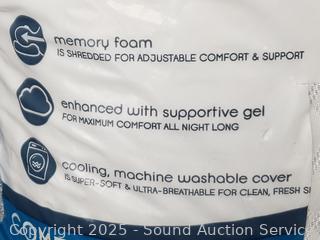 memory foam
IS SHREDDED FOR ADJUSTABLE COMFORT & SUPPORT
enhanced with supportive gel
FOR MAXIMUM COMFORT ALL NIGHT LONG
cooling, machine washable cover
IS SUPER-SOFT & ULTRA-BREATHABLE FOR CLEAN, FRESH
Copyright 2025 - Sound Auction Service